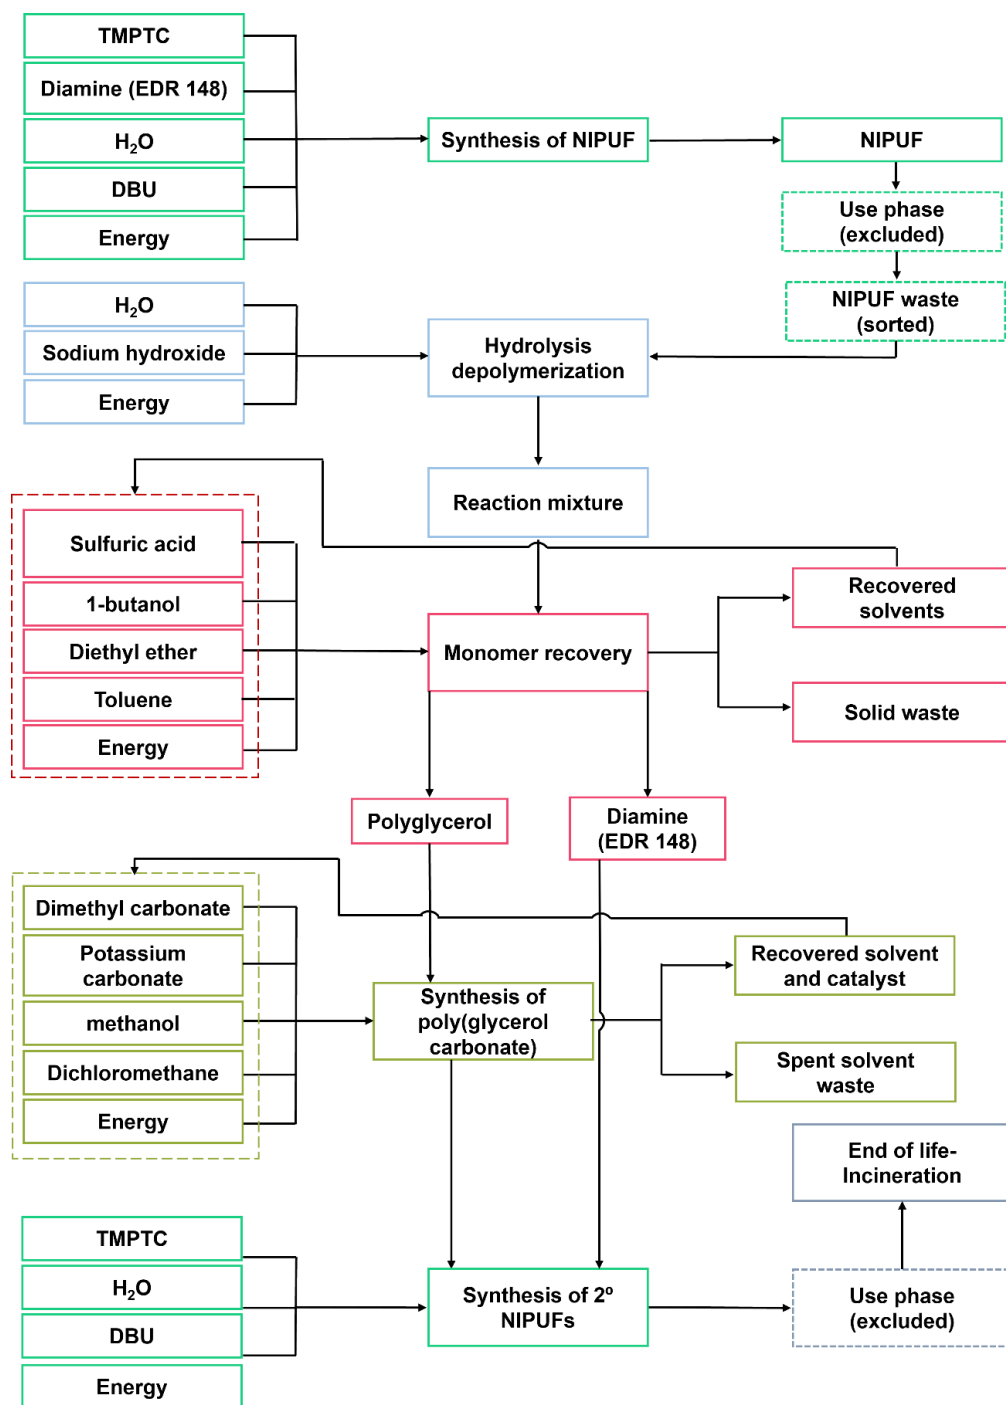 TMPTC
Diamine (EDR 148)
H₂O
DBU
Energy
Synthesis of NIPUF
NIPUF
Use phase
(excluded)
NIPUF waste
(sorted)
H₂O
Sodium hydroxide
Energy
Hydrolysis
depolymerization
Reaction mixture
Sulfuric acid
1-butanol
Diethyl ether
Toluene
Energy
Monomer recovery
Recovered
solvents
Solid waste
Polyglycerol
Diamine
(EDR 148)
Dimethyl carbonate
Potassium
carbonate
methanol
Dichloromethane
Energy
Synthesis of
poly(glycerol
carbonate)
Recovered solvent
and catalyst
Spent solvent
waste
End of life-
Incineration
TMPTC
H₂O
DBU
Energy
Synthesis of 2º
NIPUFs
Use phase
(excluded)